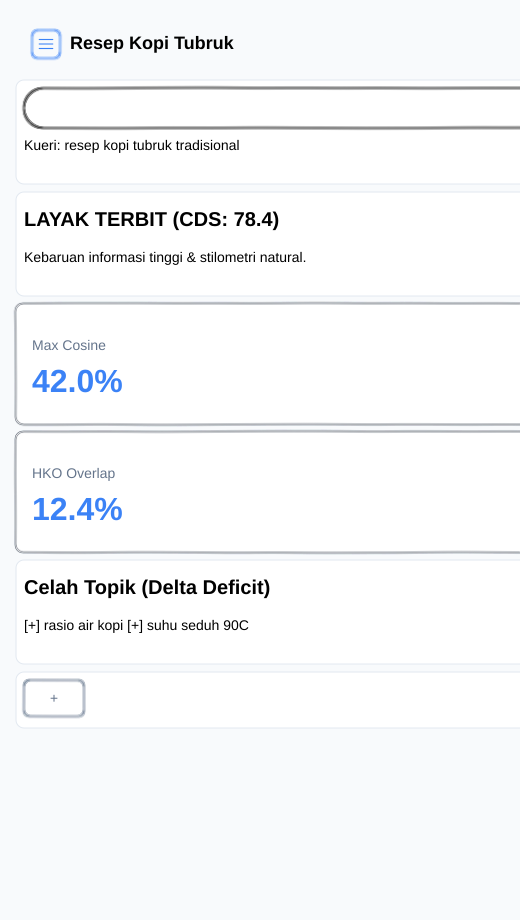 Resep Kopi Tubruk
Kueri: resep kopi tubruk tradisional
LAYAK TERBIT (CDS: 78.4)
Kebaruan informasi tinggi & stilometri natural.
Max Cosine
42.0%
HKO Overlap
12.4%
Celah Topik (Delta Deficit)
[+] rasio air kopi [+] suhu seduh 90C
+